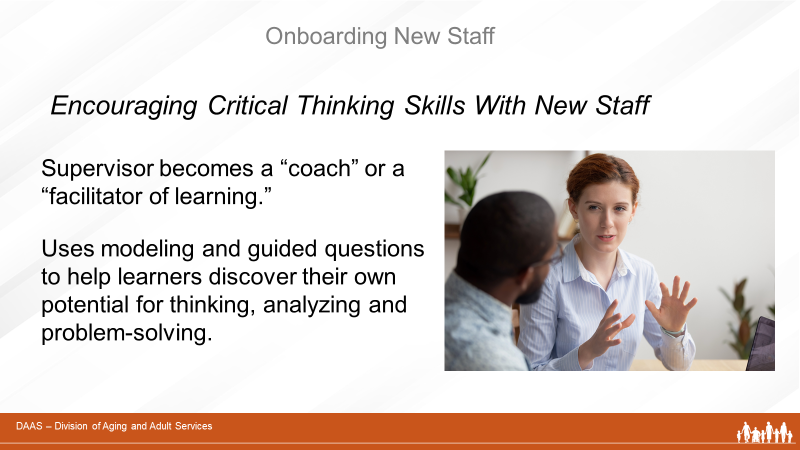 Onboarding New Staff
Encouraging Critical Thinking Skills With New Staff
Supervisor becomes a “coach” or a
“facilitator of learning.”
Uses modeling and guided questions
to help learners discover their own
potential for thinking, analyzing and
problem-solving.
DAAS – Division of Aging and Adult Services